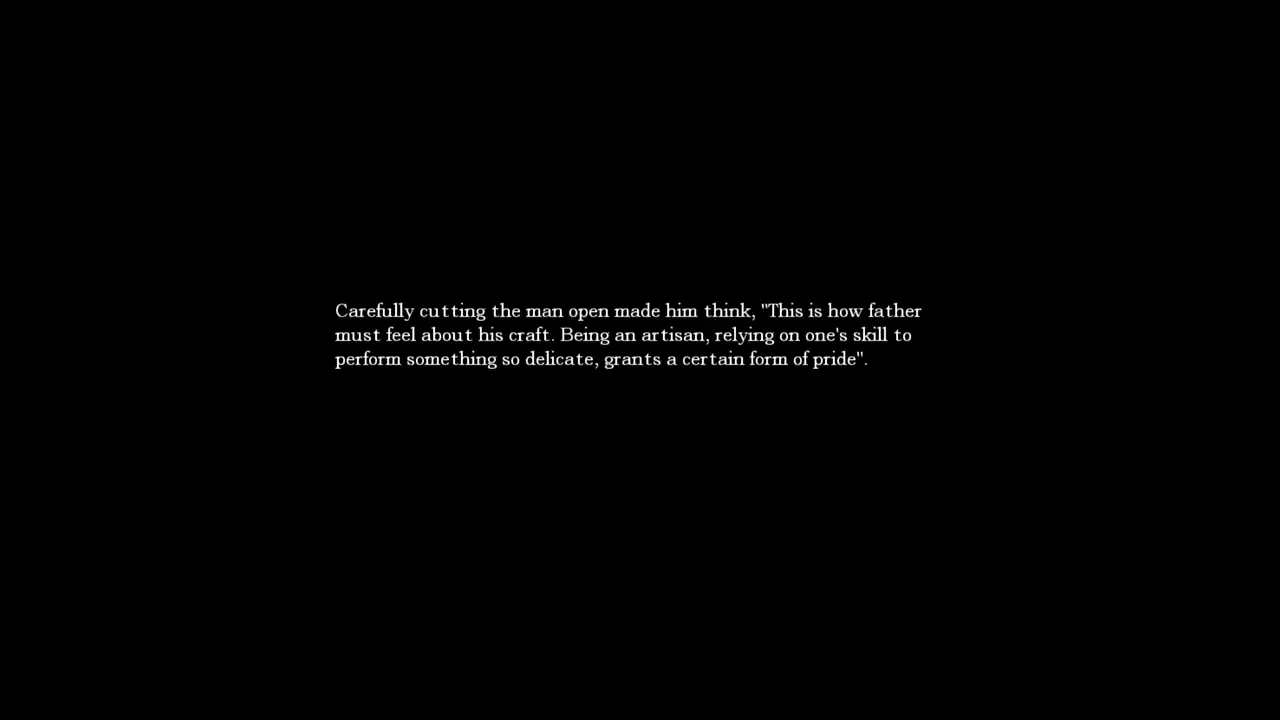 Carefully cutting the man open made him think, "This is how father
must feel about his craft. Being an artisan, relying on one's skill to
perform something so delicate, grants a certain form of pride".